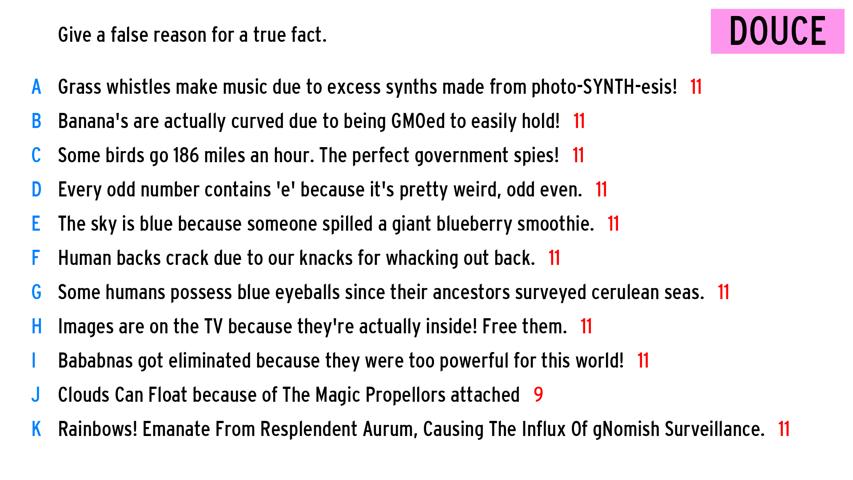 Give a false reason for a true fact.
DOUCE
A Grass whistles make music due to excess synths made from photo-SYNTH-esis! 11
B Banana's are actually curved due to being GMOed to easily hold! 11
C Some birds go 186 miles an hour. The perfect government spies! 11
D Every odd number contains 'e' because it's pretty weird, odd even. 11
E The sky is blue because someone spilled a giant blueberry smoothie. 11
F Human backs crack due to our knacks for whacking out back. 11
G Some humans possess blue eyeballs since their ancestors surveyed cerulean seas. 11
H Images are on the TV because they're actually inside! Free them. 11
I Bababnas got eliminated because they were too powerful for this world! 11
J Clouds Can Float because of The Magic Propellors attached 9
K Rainbows! Emanate From Resplendent Aurum, Causing The Influx Of gNomish Surveillance. 11